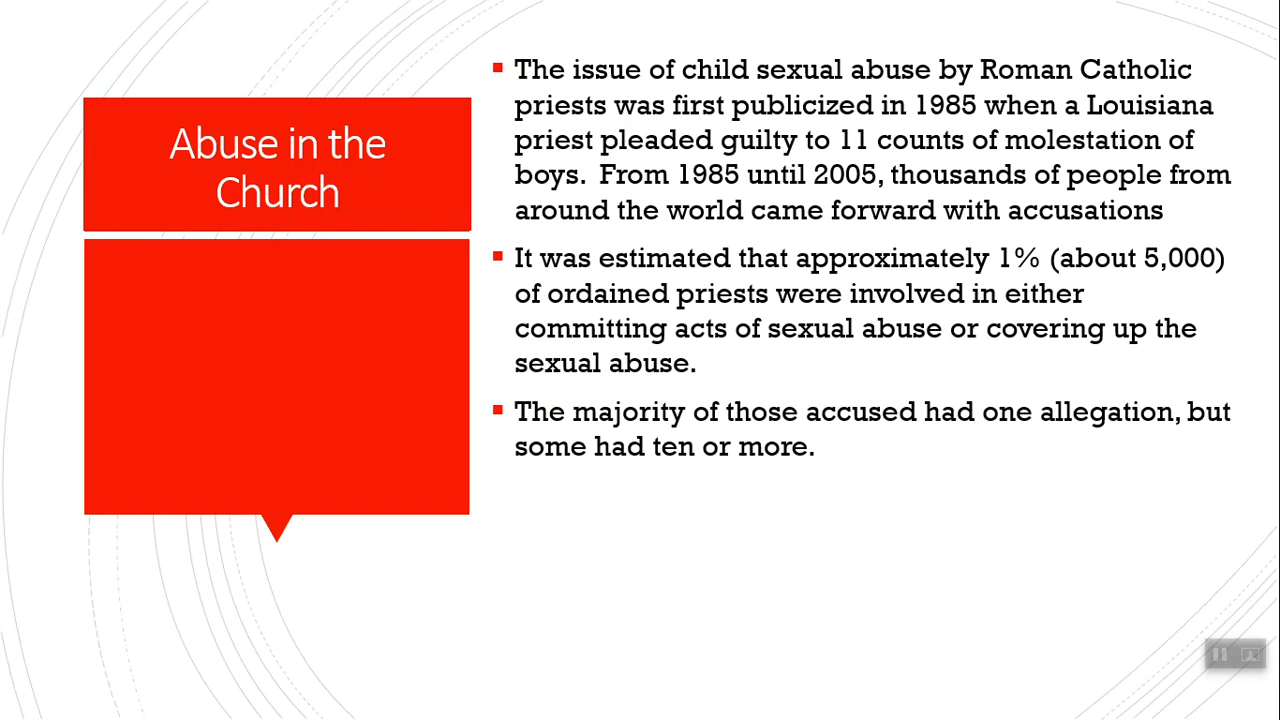 Abuse in the
Church
The issue of child sexual abuse by Roman Catholic
priests was first publicized in 1985 when a Louisiana
priest pleaded guilty to 11 counts of molestation of
boys.  From 1985 until 2005, thousands of people from
around the world came forward with accusations
It was estimated that approximately 1% (about 5,000)
of ordained priests were involved in either
committing acts of sexual abuse or covering up the
sexual abuse.
The majority of those accused had one allegation, but
some had ten or more.